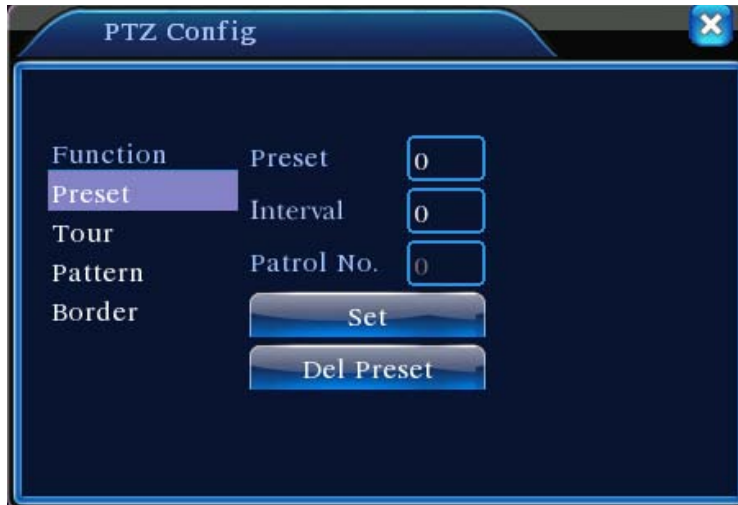 PTZ Config
Function
Preset
Tour
Pattern
Border
Preset 0
Interval 0
Patrol No. 0
Set
Del Preset